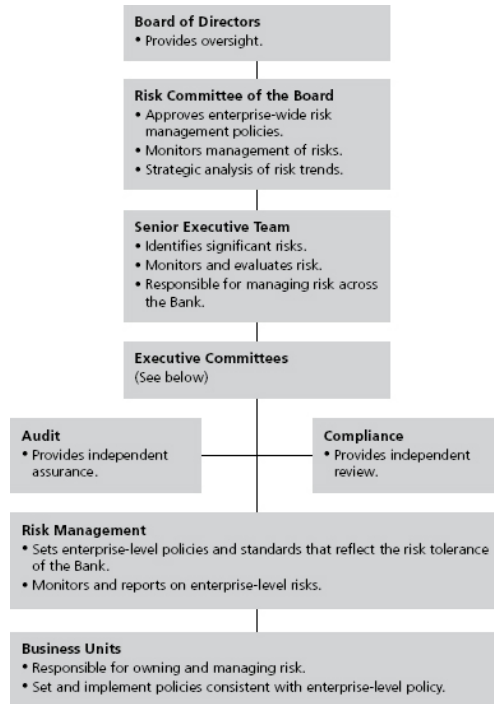 Board of Directors
• Provides oversight.
Risk Committee of the Board
• Approves enterprise-wide risk
management policies.
• Monitors management of risks.
• Strategic analysis of risk trends.
Senior Executive Team
• Identifies significant risks.
• Monitors and evaluates risk.
• Responsible for managing risk across
the Bank.
Executive Committees
(See below)
Audit
• Provides independent
assurance.
Compliance
• Provides independent
review.
Risk Management
• Sets enterprise-level policies and standards that reflect the risk tolerance
of the Bank.
• Monitors and reports on enterprise-level risks.
Business Units
• Responsible for owning and managing risk.
• Set and implement policies consistent with enterprise-level policy.